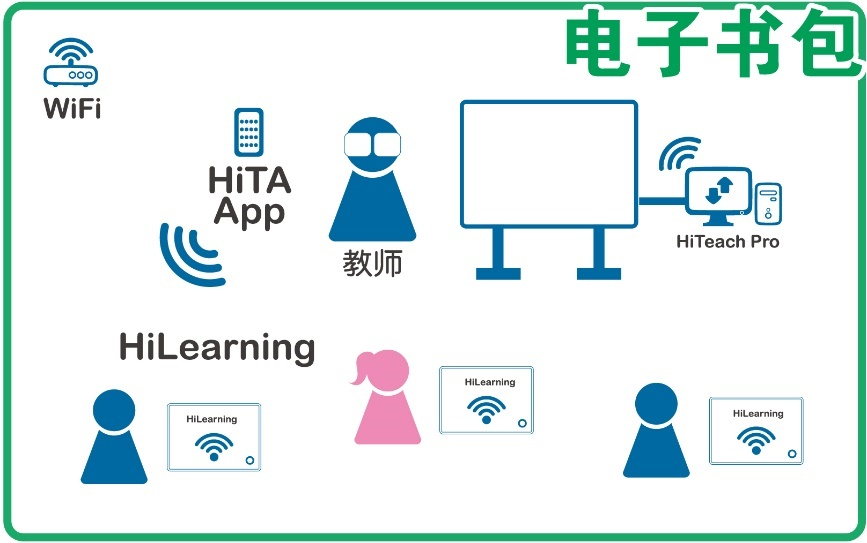 电子书包
WiFi
HiTA
App
教师
HiTeach Pro
HiLearning
HiLearning
HiLearning
HiLearning